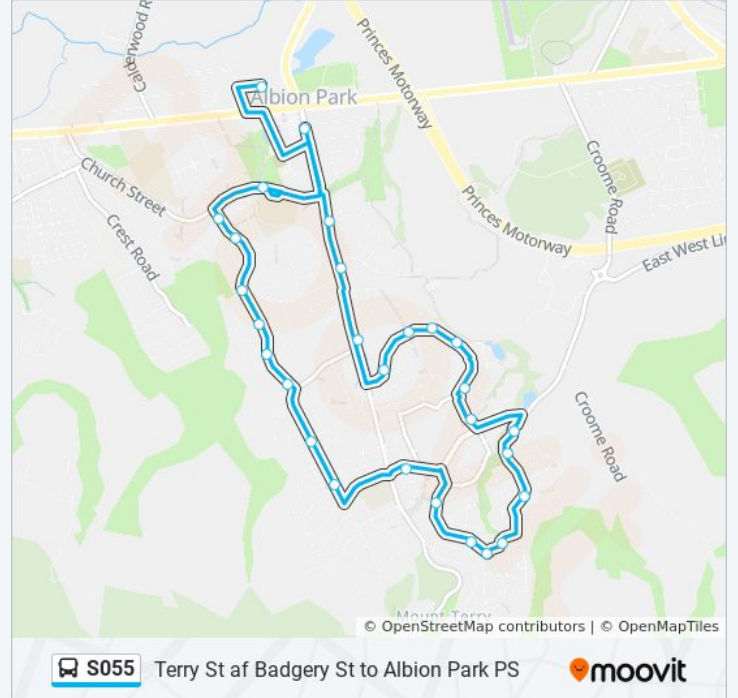 Calderwood R
Princes Motorway
Albion Park
Church Street
Croome Road
Princes Motorway
Crest Road
East West Li
Croome Road
Mount Terry
© OpenStreetMap contributors | © OpenMapTiles
S055 Terry St af Badgery St to Albion Park PS moovit